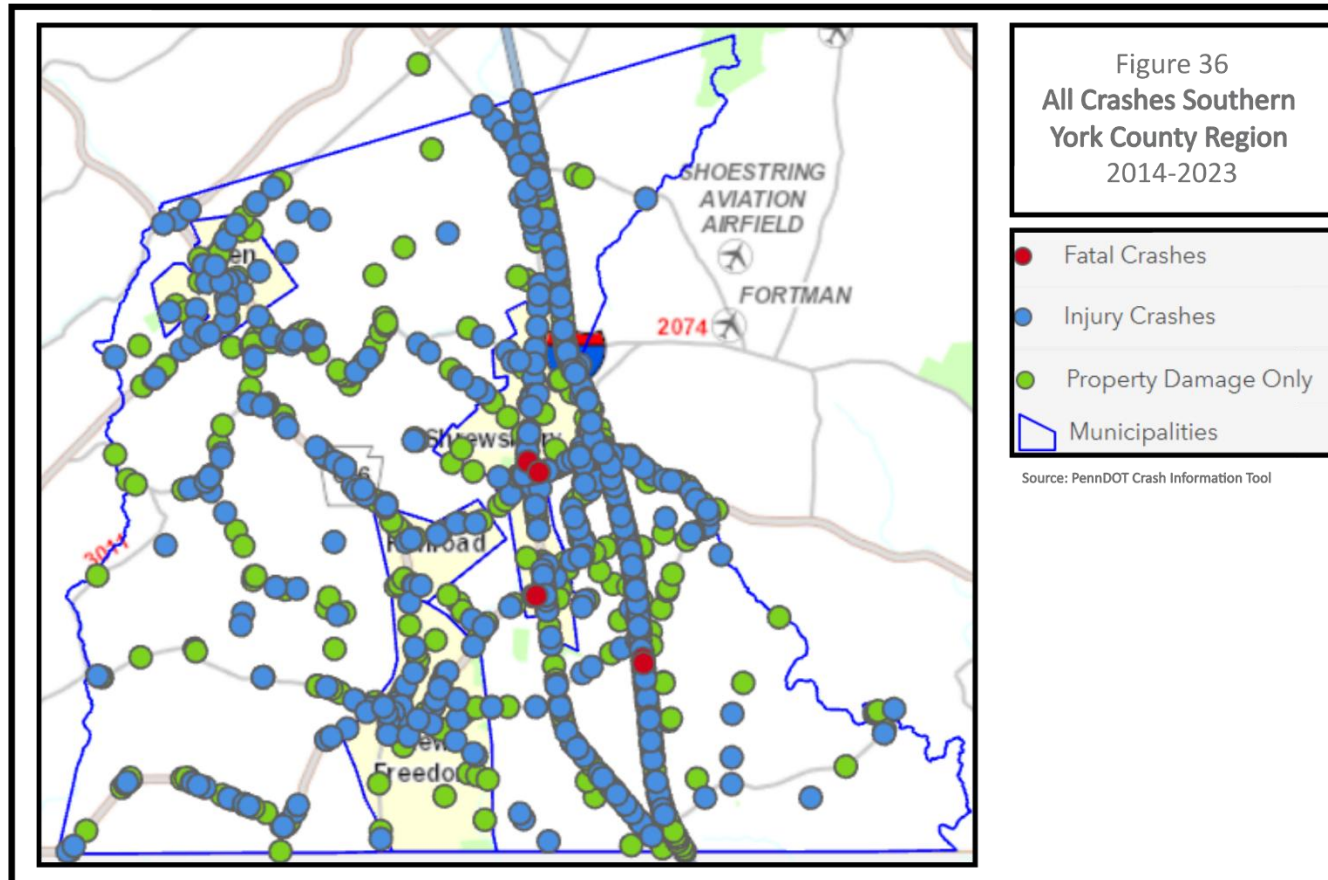 Figure 36
All Crashes Southern
York County Region
2014-2023
Fatal Crashes
Injury Crashes
Property Damage Only
Municipalities
Source: PennDOT Crash Information Tool
SHOESTRING
AVIATION
AIRFIELD
FORTMAN
2074